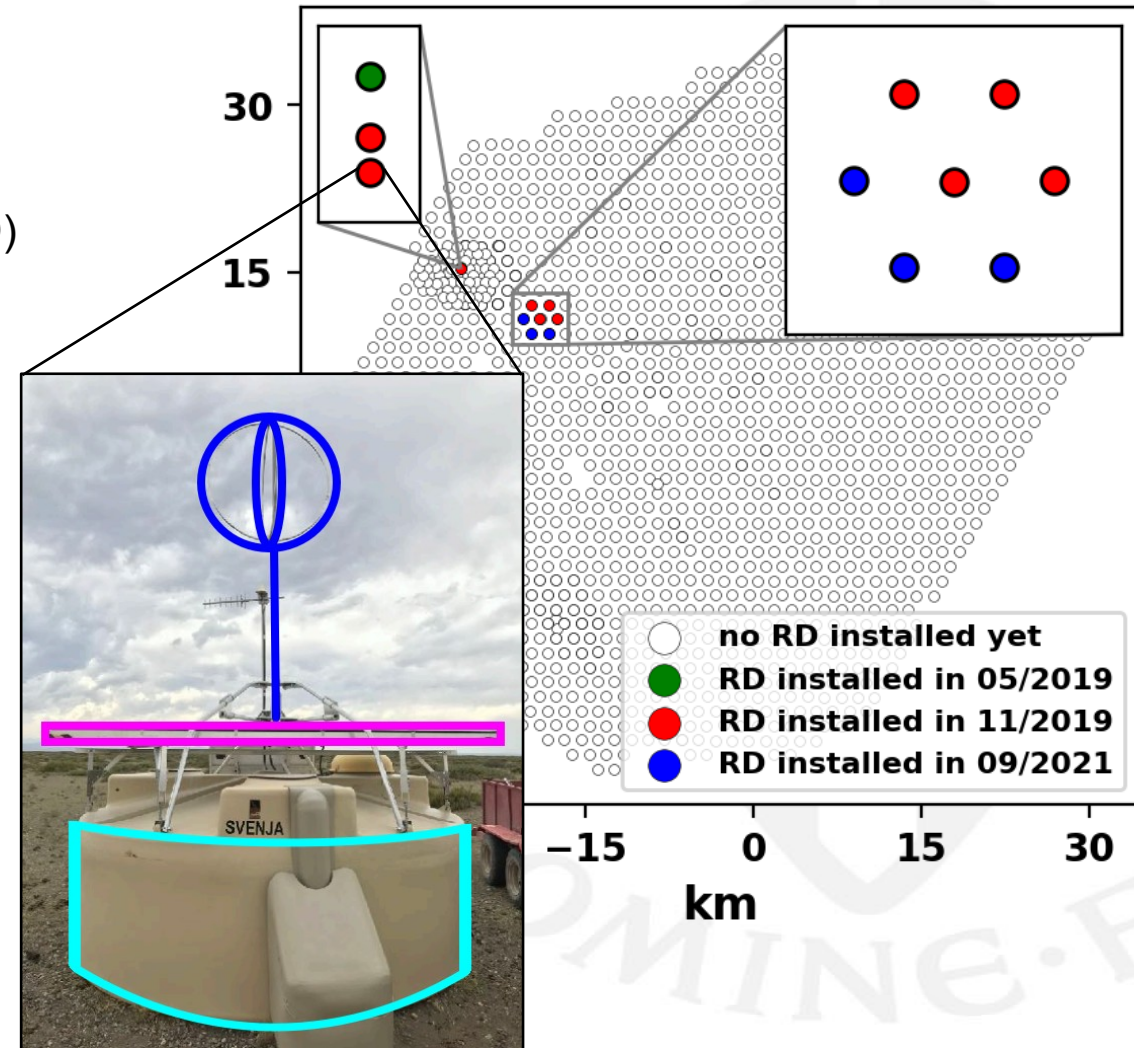 30
)
15
no RD installed yet
RD installed in 05/2019
RD installed in 11/2019
RD installed in 09/2021
SVENJA
−15 0 15 30
km
OMINE · F